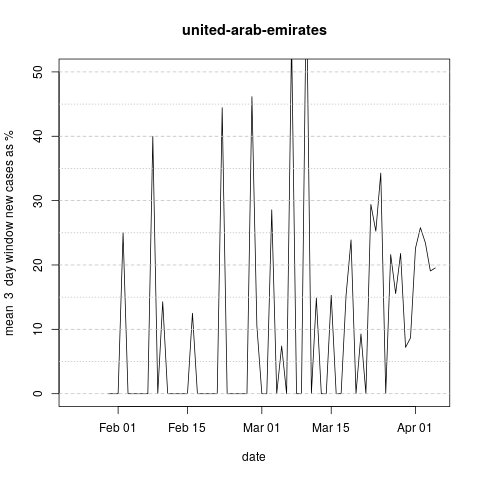 united-arab-emirates
mean 3 day window new cases as %
50
40
30
20
10
0
Feb 01 Feb 15 Mar 01 Mar 15 Apr 01
date